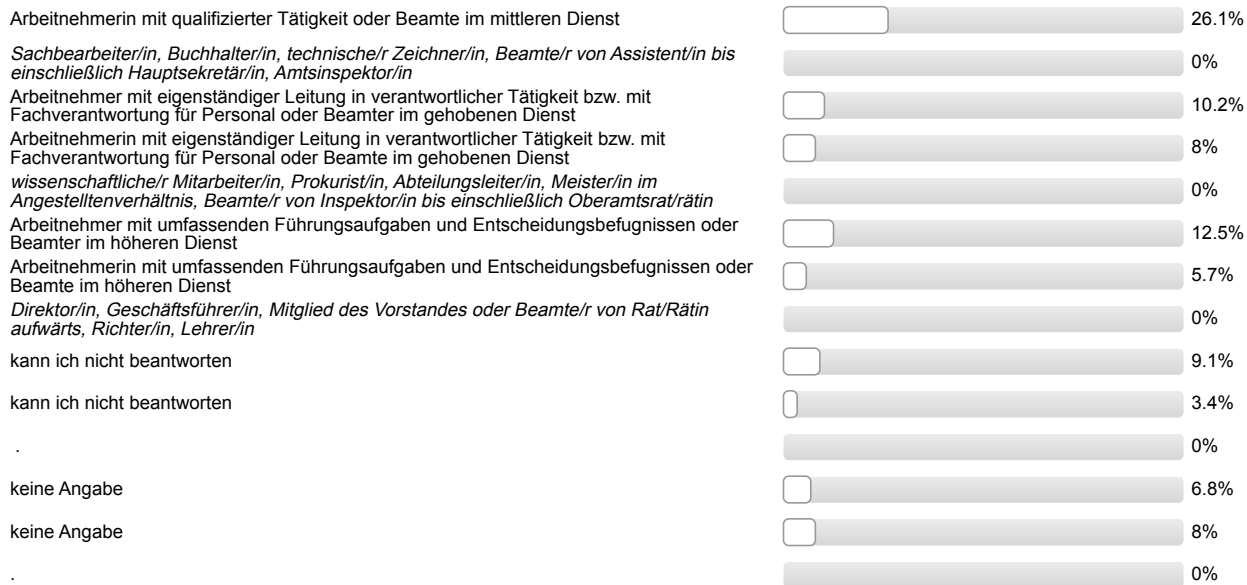 Arbeitnehmerin mit qualifizierter Tätigkeit oder Beamte im mittleren Dienst 26.1%
Sachbearbeiter/in, Buchhalter/in, technische/r Zeichner/in, Beamte/r von Assistent/in bis
einschließlich Hauptsekretär/in, Amtsinspektor/in 0%
Arbeitnehmer mit eigenständiger Leitung in verantwortlicher Tätigkeit bzw. mit
Fachverantwortung für Personal oder Beamter im gehobenen Dienst 10.2%
Arbeitnehmerin mit eigenständiger Leitung in verantwortlicher Tätigkeit bzw. mit
Fachverantwortung für Personal oder Beamte im gehobenen Dienst 8%
wissenschaftliche/r Mitarbeiter/in, Prokurist/in, Abteilungsleiter/in, Meister/in im
Angestelltenverhältnis, Beamte/r von Inspektor/in bis einschließlich Oberamtsrat/rätin 0%
Arbeitnehmer mit umfassenden Führungsaufgaben und Entscheidungsbefugnissen oder
Beamter im höheren Dienst 12.5%
Arbeitnehmerin mit umfassenden Führungsaufgaben und Entscheidungsbefugnissen oder
Beamte im höheren Dienst 5.7%
Direktor/in, Geschäftsführer/in, Mitglied des Vorstandes oder Beamte/r von Rat/Rätin
aufwärts, Richter/in, Lehrer/in 0%
kann ich nicht beantworten 9.1%
kann ich nicht beantworten 3.4%
. 0%
keine Angabe 6.8%
keine Angabe 8%
. 0%